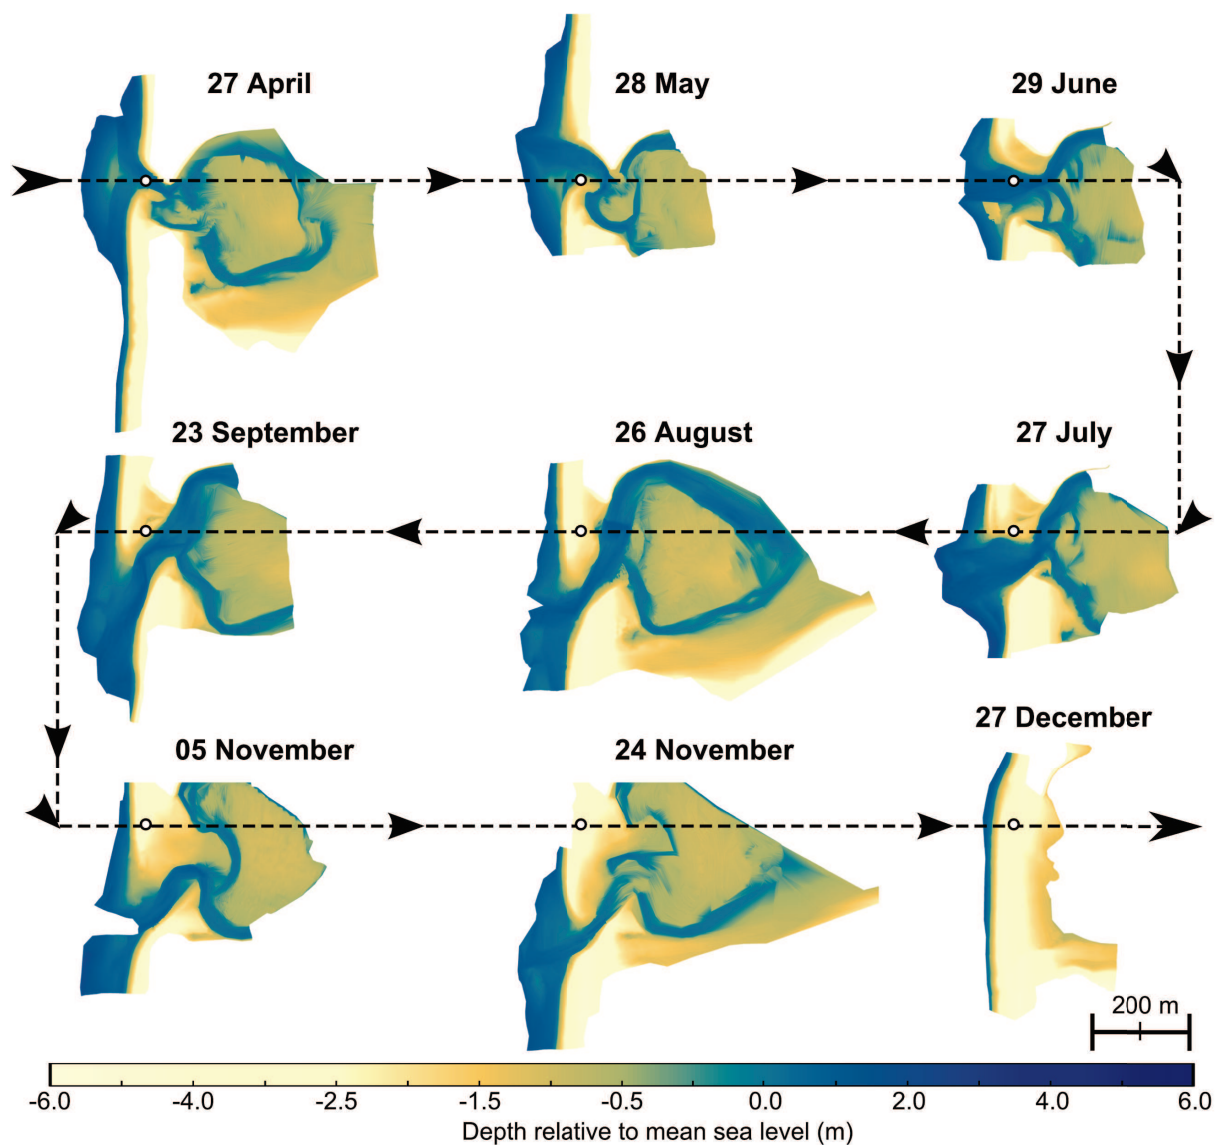 27 April
28 May
29 June
23 September
26 August
27 July
05 November
24 November
27 December
200 m
-6.0 -4.0 -2.5 -1.5 -0.5 0.0 2.0 4.0 6.0
Depth relative to mean sea level (m)